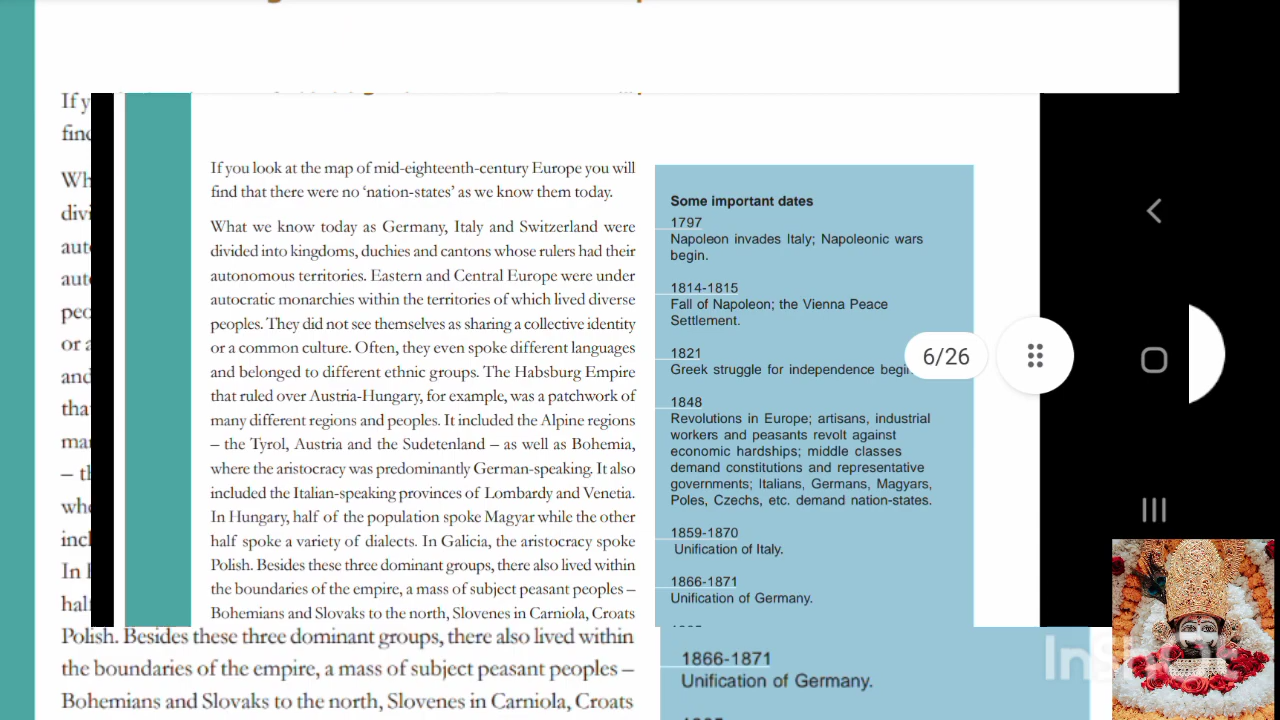 If you look at the map of mid-eighteenth-century Europe you will
find that there were no ‘nation-states’ as we know them today.
What we know today as Germany, Italy and Switzerland were
divided into kingdoms, duchies and cantons whose rulers had their
autonomous territories. Eastern and Central Europe were under
autocratic monarchies within the territories of which lived diverse
peoples. They did not see themselves as sharing a collective identity
or a common culture. Often, they even spoke different languages
and belonged to different ethnic groups. The Habsburg Empire
that ruled over Austria-Hungary, for example, was a patchwork of
many different regions and peoples. It included the Alpine regions
– the Tyrol, Austria and the Sudetenland – as well as Bohemia,
where the aristocracy was predominantly German-speaking. It also
included the Italian-speaking provinces of Lombardy and Venetia.
In Hungary, half of the population spoke Magyar while the other
half spoke a variety of dialects. In Galicia, the aristocracy spoke
Polish. Besides these three dominant groups, there also lived within
the boundaries of the empire, a mass of subject peasant peoples –
Bohemians and Slovaks to the north, Slovenes in Carniola, Croats
Some important dates
1797
Napoleon invades Italy; Napoleonic wars
begin.
1814-1815
Fall of Napoleon; the Vienna Peace
Settlement.
1821
Greek struggle for independence
1848
Revolutions in Europe; artisans, industrial
workers and peasants revolt against
economic hardships; middle classes
demand constitutions and representative
governments; Italians, Germans, Magyars,
Poles, Czechs, etc. demand nation-states.
1859-1870
Unification of Italy.
1866-1871
Unification of Germany.
6/26
If
Polish. Besides these three dominant groups, there also lived within
the boundaries of the empire, a mass of subject peasant peoples –
Bohemians and Slovaks to the north, Slovenes in Carniola, Croats
1866-1871
Unification of Germany.
InShot